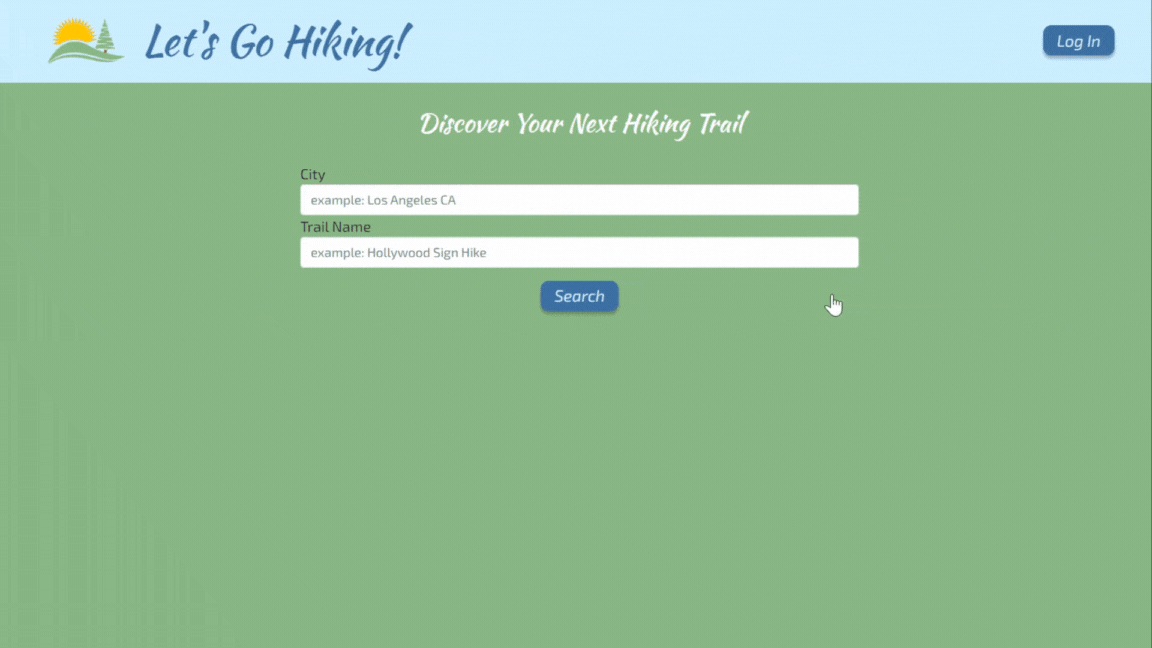 Let's Go Hiking!
Log In
Discover Your Next Hiking Trail
City
example: Los Angeles CA
Trail Name
example: Hollywood Sign Hike
Search